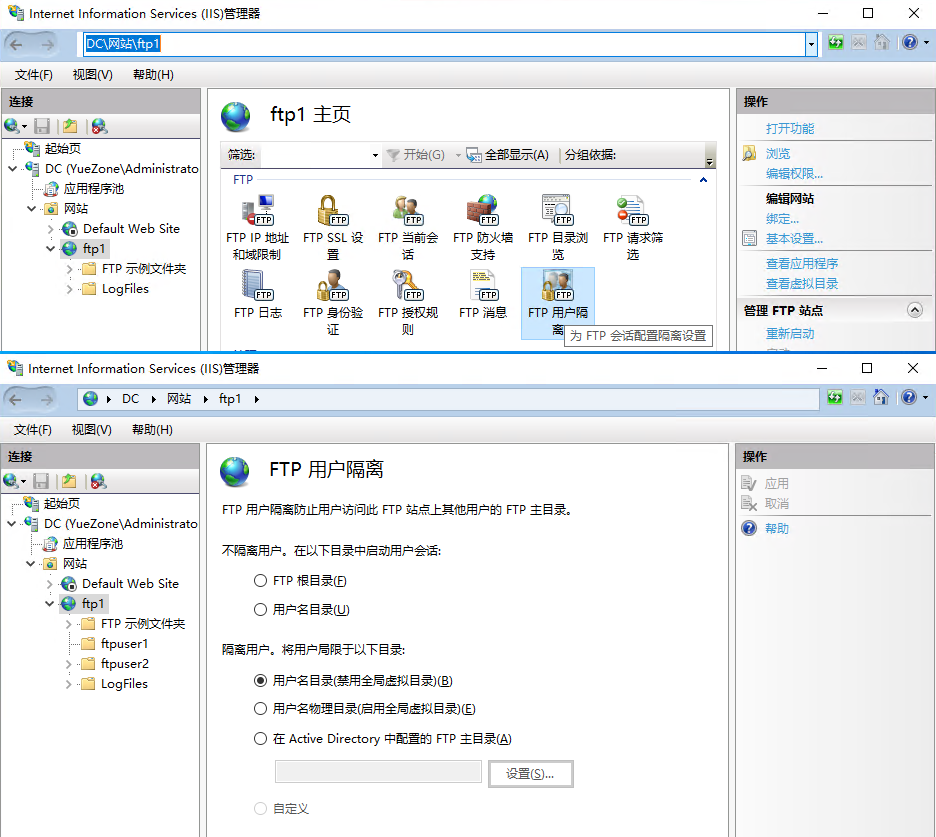 Internet Information Services (IIS)管理器
DC\网站\ftp1
文件(F) 视图(V) 帮助(H)
连接
起始页
DC (YueZone\Administrato
应用程序池
网站
Default Web Site
ftp1
FTP 示例文件夹
LogFiles
ftp1 主页
筛选: 开始(G) 全部显示(A) 分组依据:
FTP
FTP IP 地址和域限制
FTP SSL 设置
FTP 当前会话
FTP 防火墙支持
FTP 目录浏览
FTP 请求筛选
FTP 日志
FTP 身份验证
FTP 授权规则
FTP 消息
FTP 用户隔离
为 FTP 会话配置隔离设置
操作
打开功能
浏览
编辑权限...
编辑网站
绑定...
基本设置...
查看应用程序
查看虚拟目录
管理 FTP 站点
重新启动
Internet Information Services (IIS)管理器
DC 网站 ftp1
文件(F) 视图(V) 帮助(H)
连接
起始页
DC (YueZone\Administrato
应用程序池
网站
Default Web Site
ftp1
FTP 示例文件夹
ftpuser1
ftpuser2
LogFiles
FTP 用户隔离
FTP 用户隔离防止用户访问此 FTP 站点上其他用户的 FTP 主目录。
不隔离用户。在以下目录中启动用户会话:
FTP 根目录(F)
用户名目录(U)
隔离用户。将用户局限于以下目录:
用户名目录(禁用全局虚拟目录)(B)
用户名物理目录(启用全局虚拟目录)(E)
在 Active Directory 中配置的 FTP 主目录(A)
设置(S)...
自定义
操作
应用
取消
帮助